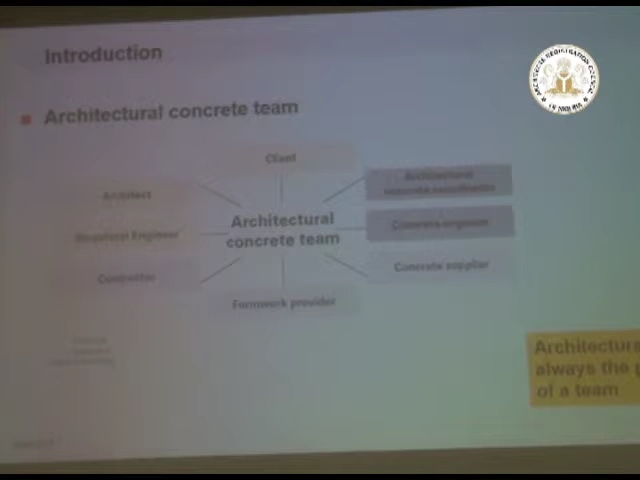 Introduction
Architectural concrete team
Client
Architectural
Architect
Architectural
concrete team
Concrete engineer
Structural Engineer
Concrete supplier
Contractor
Formwork provider
Architectura
always the p
of a team